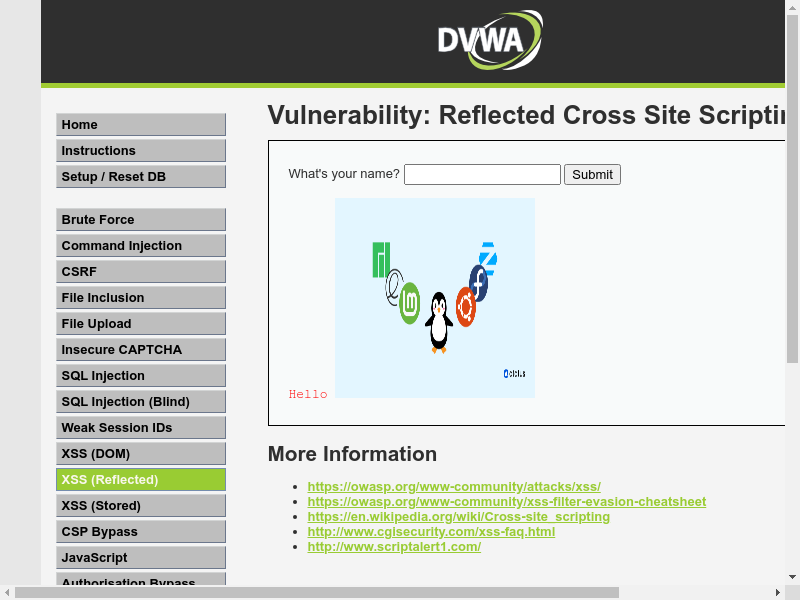 DVWA
Home
Instructions
Setup / Reset DB
Brute Force
Command Injection
CSRF
File Inclusion
File Upload
Insecure CAPTCHA
SQL Injection
SQL Injection (Blind)
Weak Session IDs
XSS (DOM)
XSS (Reflected)
XSS (Stored)
CSP Bypass
JavaScript
Authorisation Bypass
Vulnerability: Reflected Cross Site Scriptin
What's your name? Submit
Hello
More Information
https://owasp.org/www-community/attacks/xss/
https://owasp.org/www-community/xss-filter-evasion-cheatsheet
https://en.wikipedia.org/wiki/Cross-site_scripting
http://www.cgisecurity.com/xss-faq.html
http://www.scriptalert1.com/